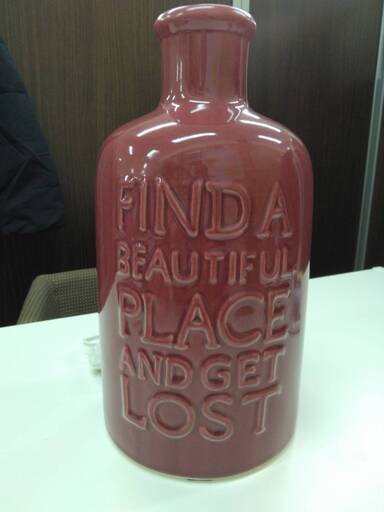 FIND A
BEAUTIFUL
PLACE
AND GET
LOST